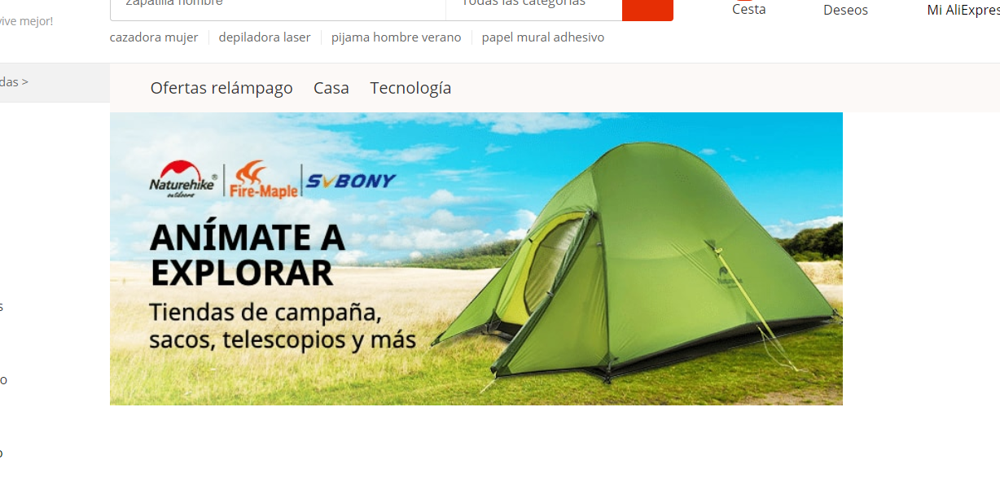 zapatilla hombre
Todas las categorías
Cesta
Deseos
Mi AliExpres
vive mejor!
cazadora mujer
depiladora laser
pijama hombre verano
papel mural adhesivo
das >
Ofertas relámpago
Casa
Tecnología
Naturehike®
outdoors
Fire-Maple
SVBONY
ANÍMATE A
EXPLORAR
Tiendas de campaña,
sacos, telescopios y más
Naturehike
s
o
o